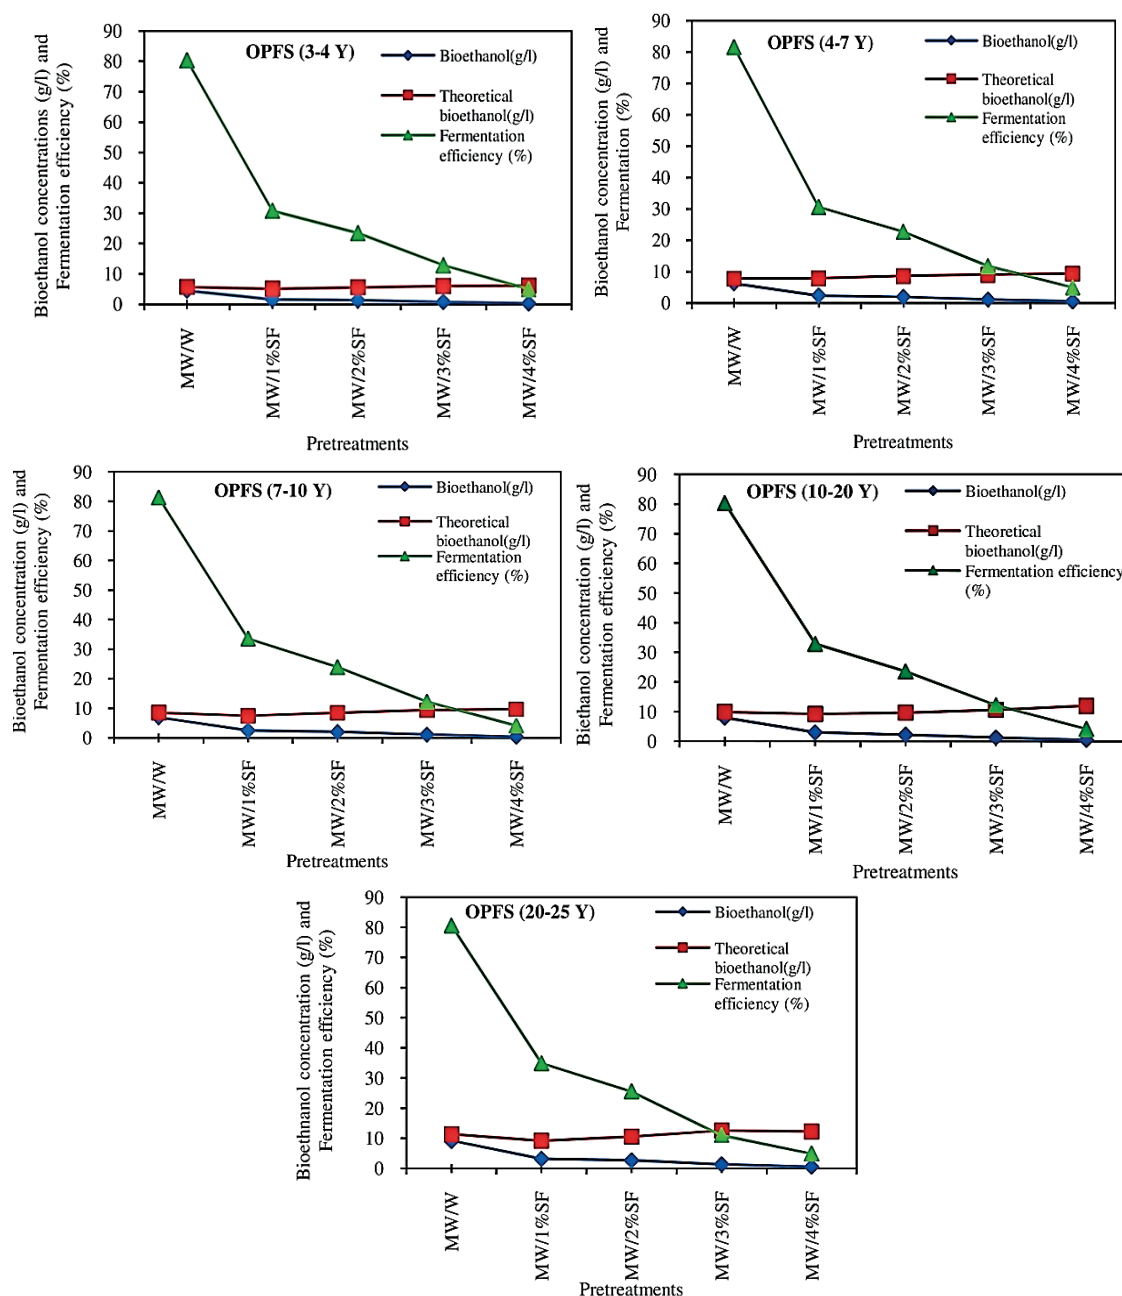 OPFS (3-4 Y)
Bioethanol(g/l)
Theoretical
bioethanol(g/l)
Fermentation
efficiency (%)
Bioethanol concentrations (g/l) and
Fermentation efficiency (%)
90
80
70
60
50
40
30
20
10
0
MW/W
MW/1%SF
MW/2%SF
MW/3%SF
MW/4%SF
Pretreatments
OPFS (4-7 Y)
Bioethanol(g/l)
Theoretical
bioethanol(g/l)
Fermentation
efficiency (%)
Bioethanol concentration (g/l) and
Fermentation (%)
90
80
70
60
50
40
30
20
10
0
MW/W
MW/1%SF
MW/2%SF
MW/3%SF
MW/4%SF
Pretreatments
OPFS (7-10 Y)
Bioethanol(g/l)
Theoretical
bioethanol(g/l)
Fermentation
efficiency (%)
Bioethanol concentration (g/l) and
Fermentation efficiency (%)
90
80
70
60
50
40
30
20
10
0
MW/W
MW/1%SF
MW/2%SF
MW/3%SF
MW/4%SF
Pretreatments
OPFS (10-20 Y)
Bioethanol(g/l)
Theoretical
bioethanol(g/l)
Fermentation efficiency
(%)
Biethanol concentration (g/l) and
Fermentation efficiency (%)
90
80
70
60
50
40
30
20
10
0
MW/W
MW/1%SF
MW/2%SF
MW/3%SF
MW/4%SF
Pretreatments
OPFS (20-25 Y)
Bioethanol(g/l)
Theoretical
bioethanol(g/l)
Fermentation
efficiency (%)
Bioethnanol concentration (g/l) and
Fermentation efficiency (%)
90
80
70
60
50
40
30
20
10
0
MW/W
MW/1%SF
MW/2%SF
MW/3%SF
MW/4%SF
Pretreatments